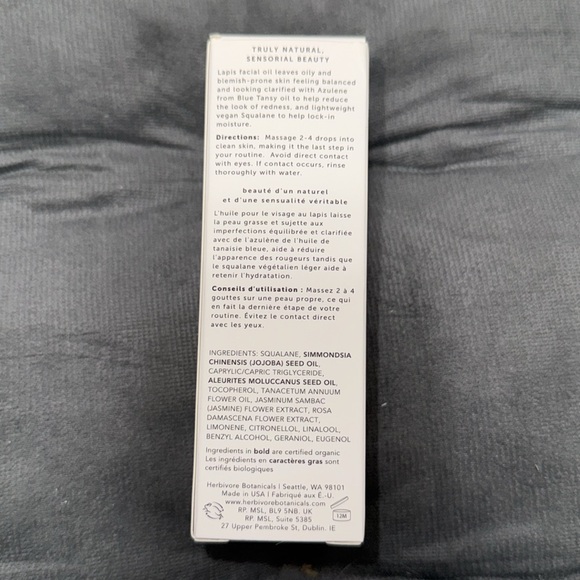 TRULY NATURAL,
SENSORIAL BEAUTY
Lapis facial oil leaves oily and
blemish-prone skin feeling balanced
and looking clarified with Azulene
from Blue Tansy oil to help reduce
the look of redness, and lightweight
vegan Squalane to help lock-in
moisture.
Directions: Massage 2-4 drops into
clean skin, making it the last step in
your routine. Avoid direct contact
with eyes. If contact occurs, rinse
thoroughly with water.
beauté d'un naturel
et d'une sensualité véritable
L'huile pour le visage au lapis laisse
la peau grasse et sujette aux
imperfections équilibrée et clarifiée
avec de l'azulène de l'huile de
tanaisie bleue, aide à réduire
l'apparence des rougeurs tandis que
le squalane végétalien léger aide à
retenir l'hydratation.
Conseils d'utilisation : Massez 2 à 4
gouttes sur une peau propre, ce qui
en fait la dernière étape de votre
routine. Évitez le contact direct
avec les yeux.
INGREDIENTS: SQUALANE, SIMMONDSIA
CHINENSIS (JOJOBA) SEED OIL,
CAPRYLIC/CAPRIC TRIGLYCERIDE,
ALEURITES MOLUCCANUS SEED OIL,
TOCOPHEROL, TANACETUM ANNUUM
FLOWER OIL, JASMINUM SAMBAC
(JASMINE) FLOWER EXTRACT, ROSA
DAMASCENA FLOWER EXTRACT,
LIMONENE, CITRONELLOL, LINALOOL,
BENZYL ALCOHOL, GERANIOL, EUGENOL
Ingredients in bold are certified organic
Les ingrédients en caractères gras sont
certifiés biologiques
Herbivore Botanicals | Seattle, WA 98101
Made in USA | Fabriqué aux É.-U.
www.herbivorebotanicals.com
RP. MSL, BL9 5NB. UK
RP. MSL, Suite 5385
27 Upper Pembroke St, Dublin. IE
12M